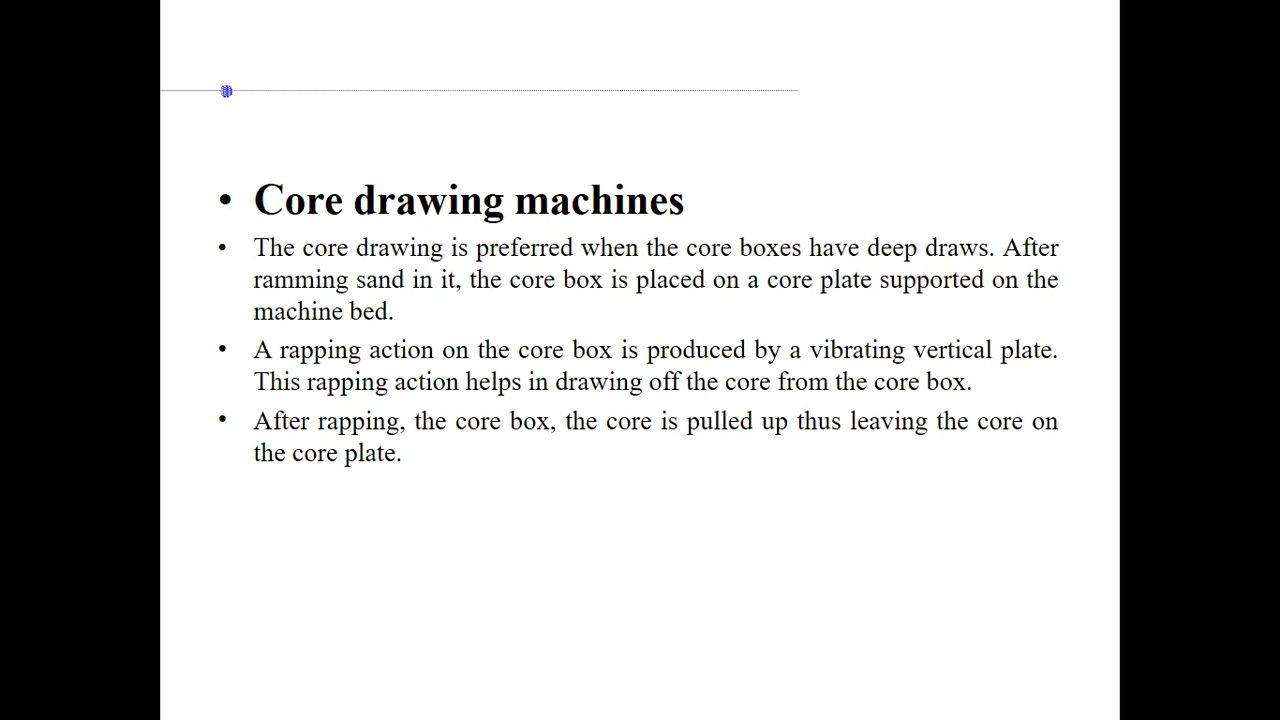 • Core drawing machines
• The core drawing is preferred when the core boxes have deep draws. After
ramming sand in it, the core box is placed on a core plate supported on the
machine bed.
• A rapping action on the core box is produced by a vibrating vertical plate.
This rapping action helps in drawing off the core from the core box.
• After rapping, the core box, the core is pulled up thus leaving the core on
the core plate.